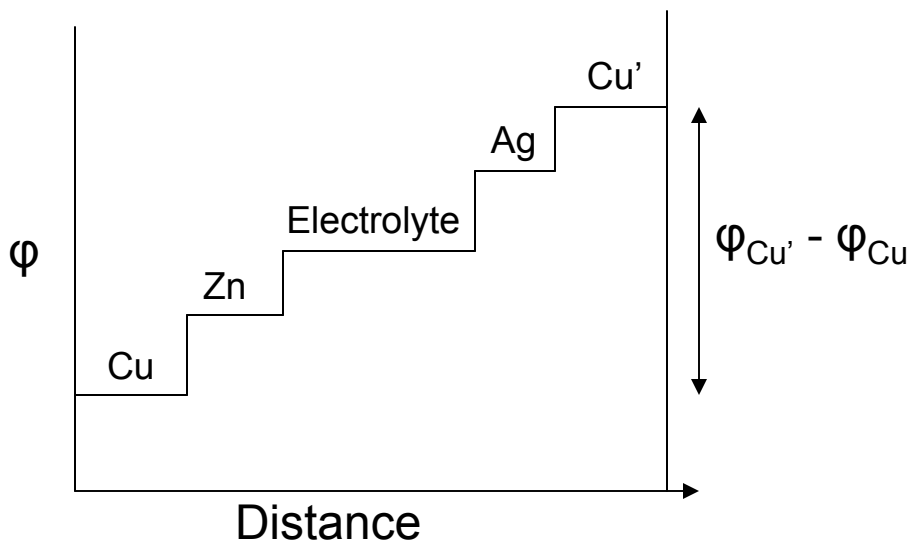 Cu’
Ag
Electrolyte
φ
φCu’ - φCu
Zn
Cu
Distance